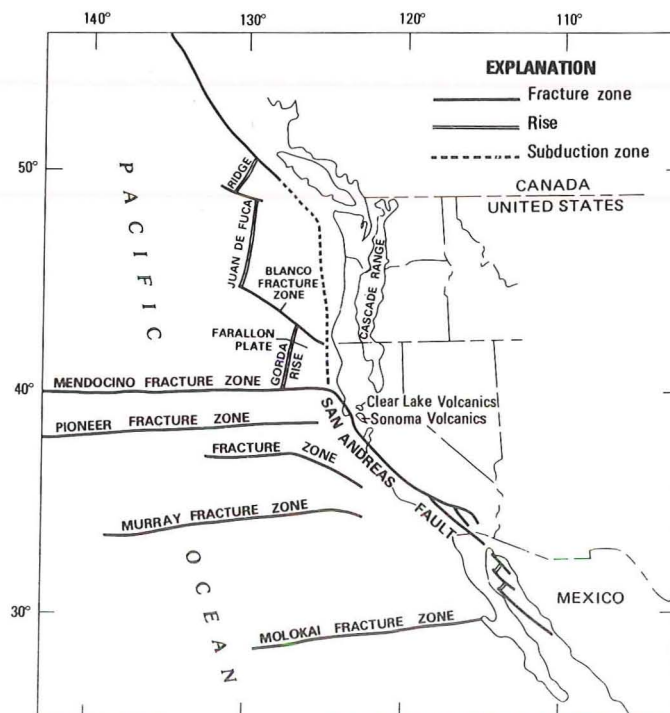 140°
130°
120°
110°
EXPLANATION
Fracture zone
Rise
Subduction zone
50°
PACIFIC
RIDGE
CANADA
UNITED STATES
JUAN DE FUCA
CASCADE RANGE
BLANCO
FRACTURE
ZONE
FARALLON
PLATE
GORDA
RISE
40°
MENDOCINO FRACTURE ZONE
Clear Lake Volcanics
Sonoma Volcanics
PIONEER FRACTURE ZONE
SAN ANDREAS FAULT
FRACTURE ZONE
MURRAY FRACTURE ZONE
OCEAN
MEXICO
30°
MOLOKAI FRACTURE ZONE